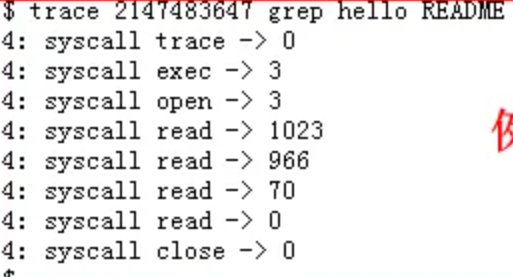 $ trace 2147483647 grep hello README
4: syscall trace -> 0
4: syscall exec -> 3
4: syscall open -> 3
4: syscall read -> 1023
4: syscall read -> 966
4: syscall read -> 70
4: syscall read -> 0
4: syscall close -> 0
$